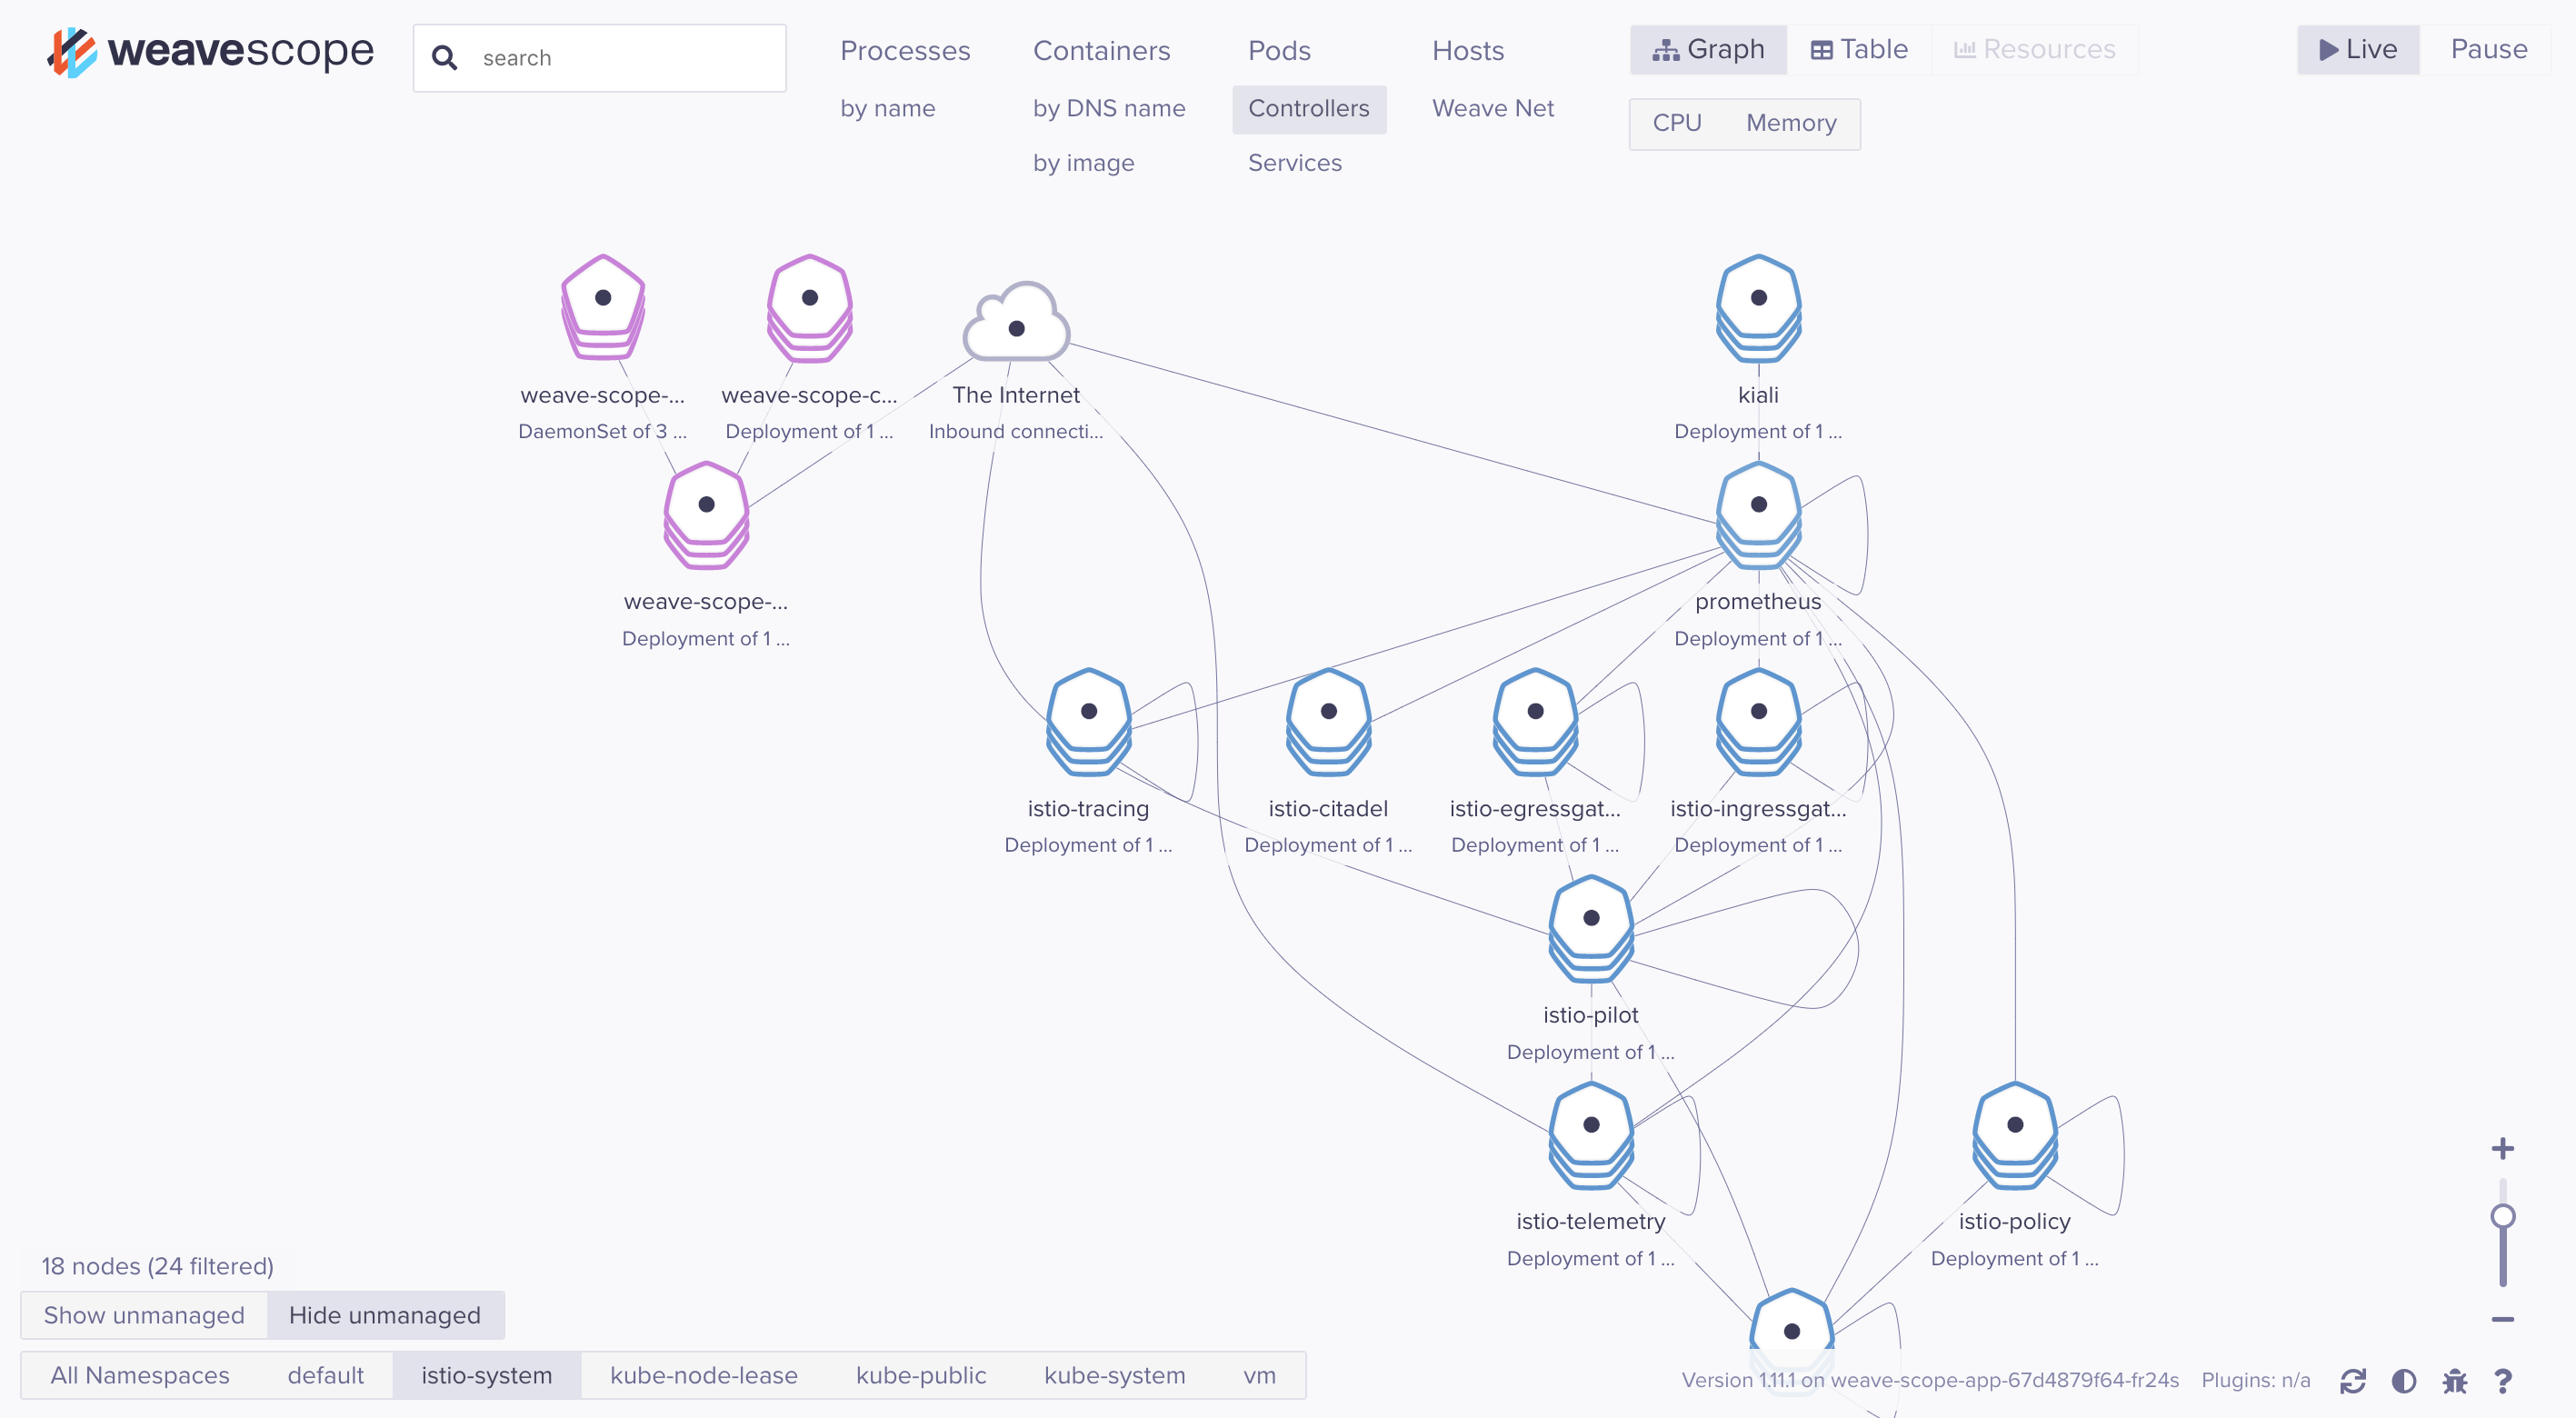 weavescope
search
Processes
by name
Containers
by DNS name
by image
Pods
Controllers
Services
Hosts
Weave Net
Graph
Table
Resources
CPU
Memory
Live
Pause
weave-scope-...
DaemonSet of 3 ...
weave-scope-c...
Deployment of 1 ...
The Internet
Inbound connecti...
kiali
Deployment of 1 ...
weave-scope-...
Deployment of 1 ...
prometheus
Deployment of 1 ...
istio-tracing
Deployment of 1 ...
istio-citadel
Deployment of 1 ...
istio-egressgat...
Deployment of 1 ...
istio-ingressgat...
Deployment of 1 ...
istio-pilot
Deployment of 1 ...
istio-telemetry
Deployment of 1 ...
istio-policy
Deployment of 1 ...
18 nodes (24 filtered)
Show unmanaged
Hide unmanaged
All Namespaces
default
istio-system
kube-node-lease
kube-public
kube-system
vm
Version 1.11.1 on weave-scope-app-67d4879f64-fr24s
Plugins: n/a